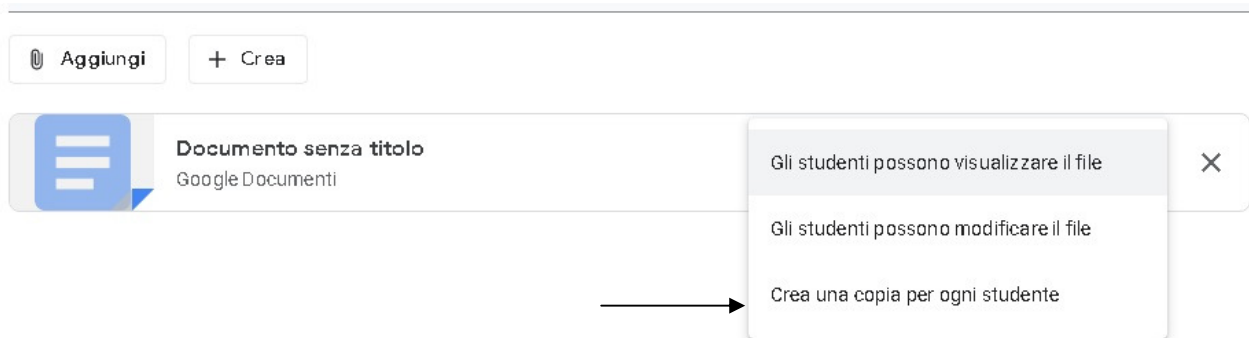 Aggiungi
+ Crea
Documento senza titolo
Google Documenti
Gli studenti possono visualizzare il file
Gli studenti possono modificare il file
Crea una copia per ogni studente